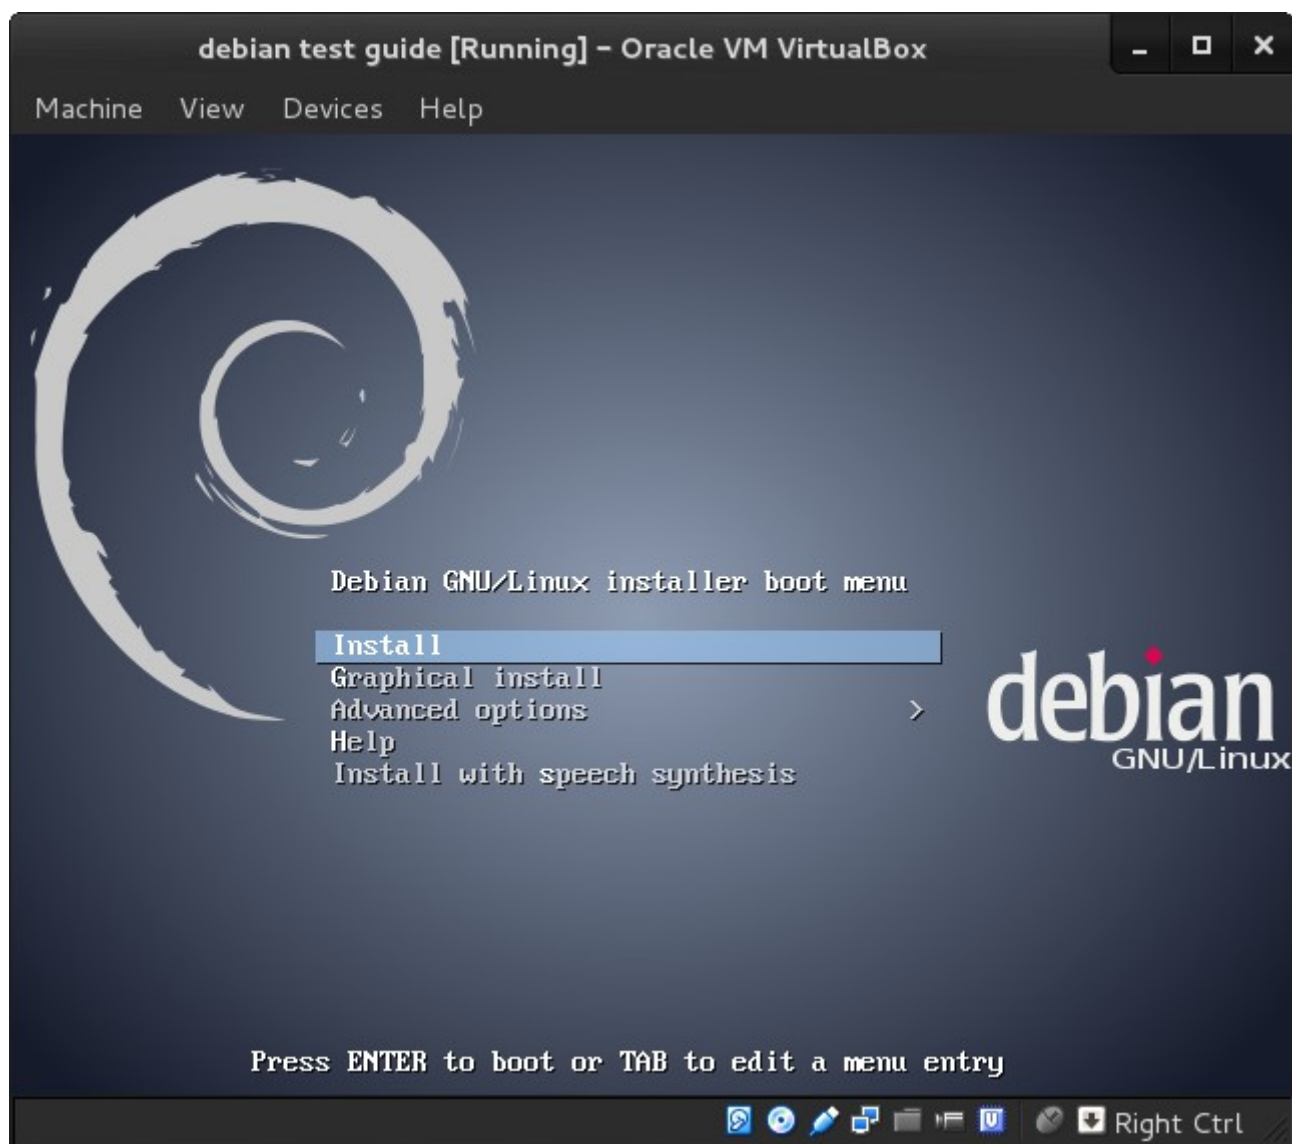 debian test guide [Running] – Oracle VM VirtualBox
Machine View Devices Help
Debian GNU/Linux installer boot menu
Install
Graphical install
Advanced options >
Help
Install with speech synthesis
debian
GNU/Linux
Press ENTER to boot or TAB to edit a menu entry
Right Ctrl